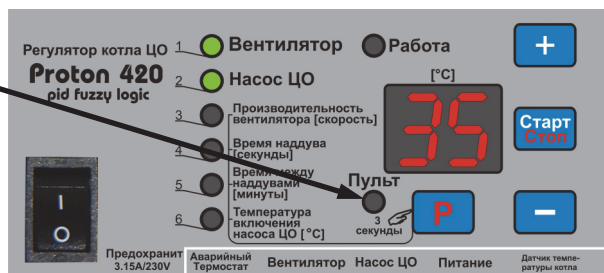 Регулятор котла ЦО
Proton 420
pid fuzzy logic
1 Вентилятор
Работа
2 Насос ЦО
[°C]
35
3 Производительность
вентилятора [скорость]
4 Время наддува
[секунды]
5 Время между
наддувами
[минуты]
6 Температура
включения
насоса ЦО [°C]
Пульт
3
секунды
P
+
Старт
Стоп
−
I
O
Предохранит
3.15A/230V
Аварийный
Термостат
Вентилятор
Насос ЦО
Питание
Датчик темпе-
ратуры котла